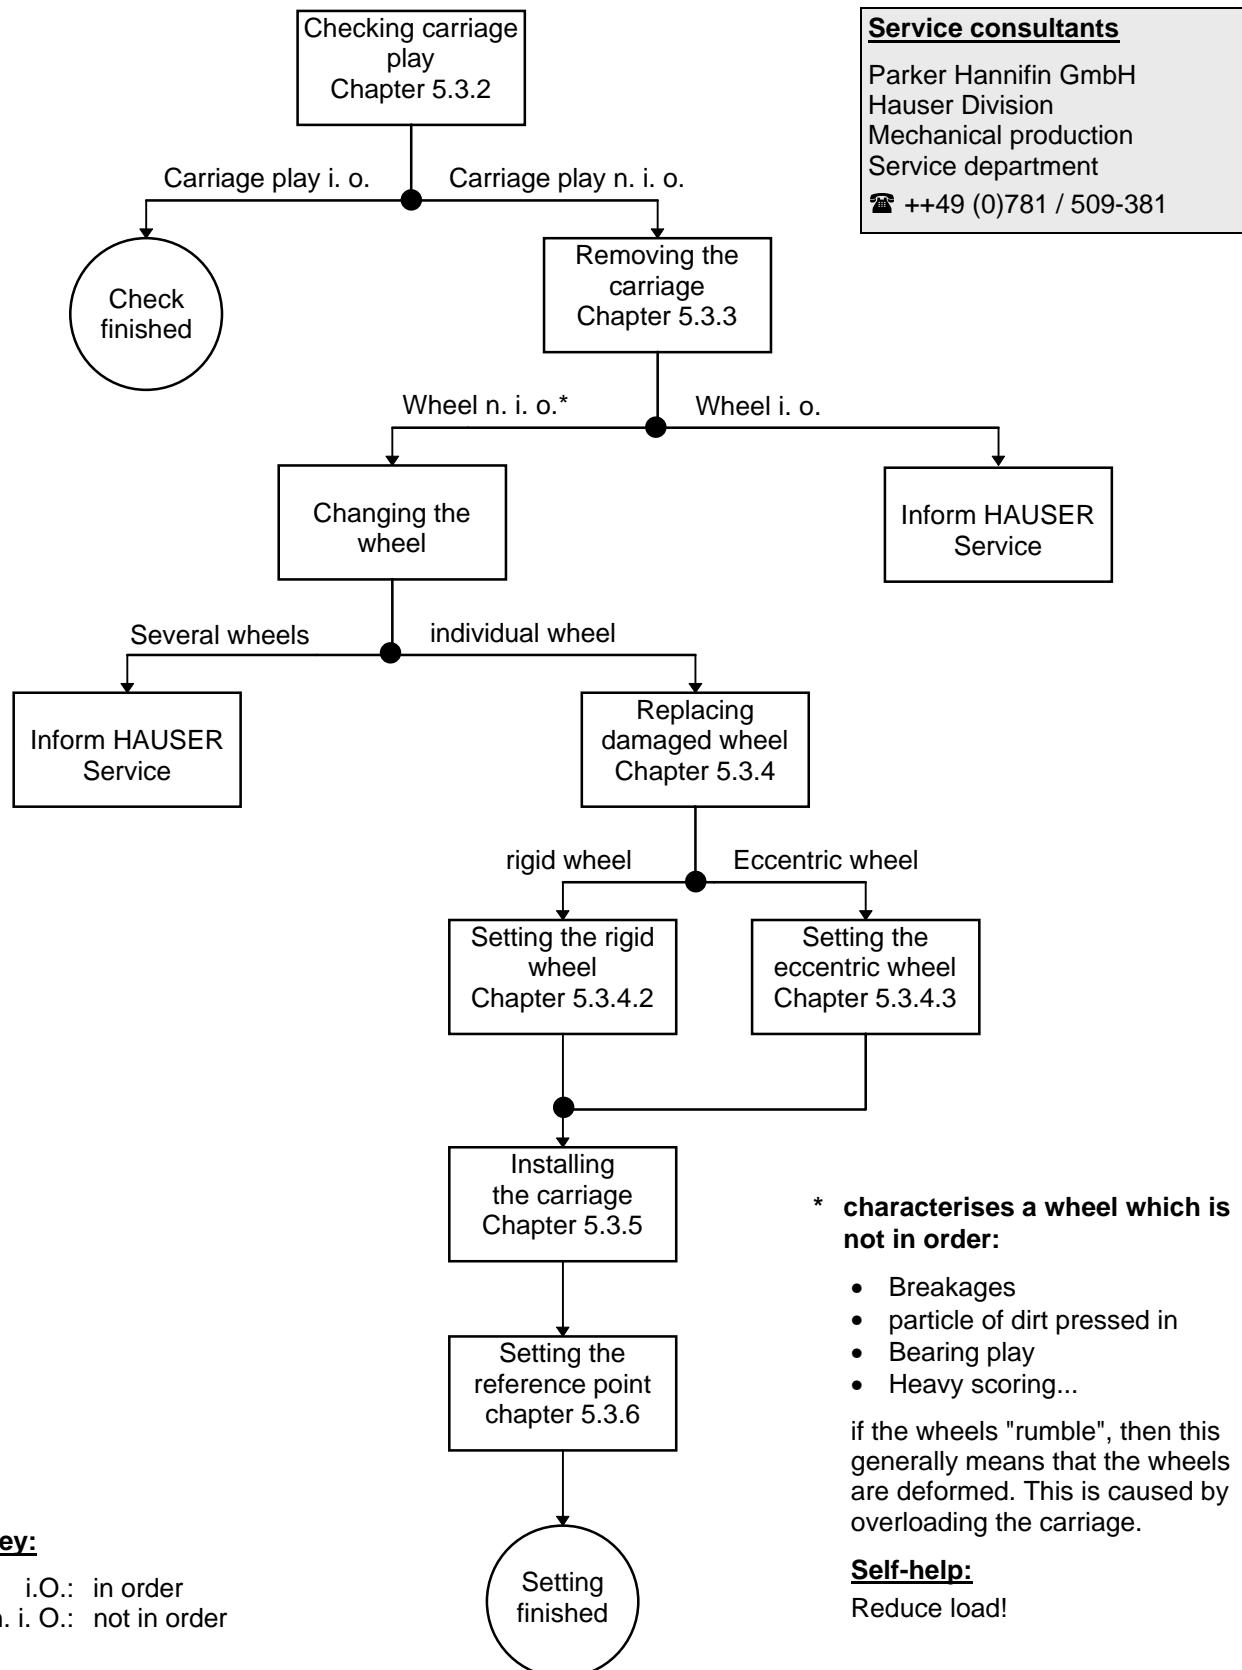 Checking carriage
play
Chapter 5.3.2
Service consultants
Parker Hannifin GmbH
Hauser Division
Mechanical production
Service department
☎ ++49 (0)781 / 509-381
Carriage play i. o.
Carriage play n. i. o.
Check
finished
Removing the
carriage
Chapter 5.3.3
Wheel n. i. o.*
Wheel i. o.
Changing the
wheel
Inform HAUSER
Service
Several wheels
individual wheel
Inform HAUSER
Service
Replacing
damaged wheel
Chapter 5.3.4
rigid wheel
Eccentric wheel
Setting the rigid
wheel
Chapter 5.3.4.2
Setting the
eccentric wheel
Chapter 5.3.4.3
Installing
the carriage
Chapter 5.3.5
Setting the
reference point
chapter 5.3.6
Setting
finished
* characterises a wheel which is
not in order:
• Breakages
• particle of dirt pressed in
• Bearing play
• Heavy scoring...
if the wheels "rumble", then this
generally means that the wheels
are deformed. This is caused by
overloading the carriage.
Self-help:
Reduce load!
ey:
i.O.: in order
. i. O.: not in order